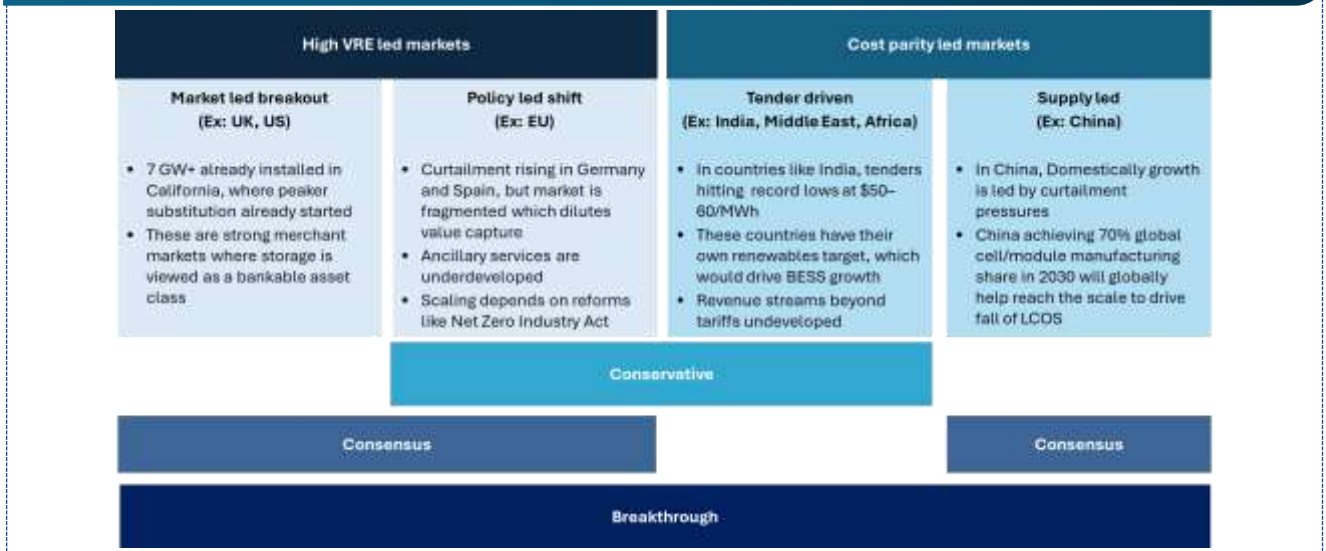 High VRE led markets
Cost parity led markets
Market led breakout
(Ex: UK, US)
• 7 GW+ already installed in
California, where peaker
substitution already started
• These are strong merchant
markets where storage is
viewed as a bankable asset
class
Policy led shift
(Ex: EU)
• Curtailment rising in Germany
and Spain, but market is
fragmented which dilutes
value capture
• Ancillary services are
underdeveloped
• Scaling depends on reforms
like Net Zero Industry Act
Tender driven
(Ex: India, Middle East, Africa)
• In countries like India, tenders
hitting record lows at $50–
60/MWh
• These countries have their
own renewables target, which
would drive BESS growth
• Revenue streams beyond
tariffs undeveloped
Supply led
(Ex: China)
• In China, Domestically growth
is led by curtailment
pressures
• China achieving 70% global
cell/module manufacturing
share in 2030 will globally
help reach the scale to drive
fall of LCOS
Conservative
Consensus
Consensus
Breakthrough